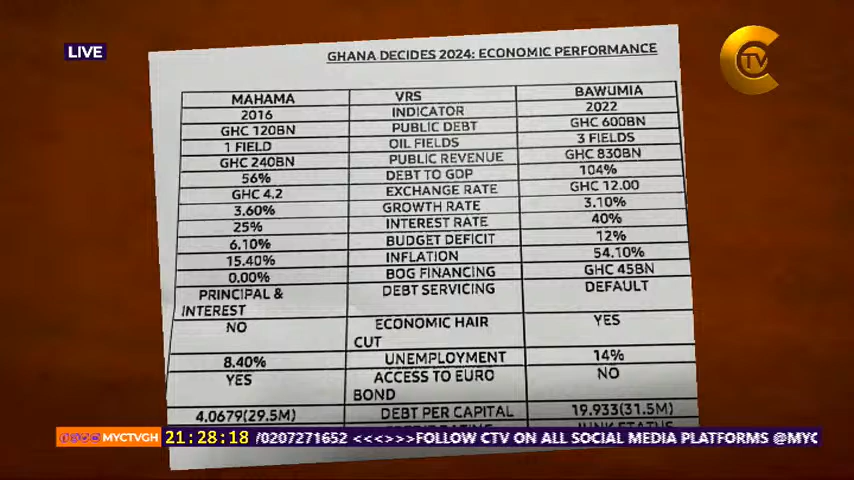 LIVE
CTV
GHANA DECIDES 2024: ECONOMIC PERFORMANCE
MAHAMA VRS BAWUMIA
2016 INDICATOR 2022
GHC 120BN PUBLIC DEBT GHC 600BN
1 FIELD OIL FIELDS 3 FIELDS
GHC 240BN PUBLIC REVENUE GHC 830BN
56% DEBT TO GDP 104%
GHC 4.2 EXCHANGE RATE GHC 12.00
3.60% GROWTH RATE 3.10%
25% INTEREST RATE 40%
6.10% BUDGET DEFICIT 12%
15.40% INFLATION 54.10%
0.00% BOG FINANCING GHC 45BN
PRINCIPAL & INTEREST DEBT SERVICING DEFAULT
NO ECONOMIC HAIR CUT YES
8.40% UNEMPLOYMENT 14%
YES ACCESS TO EURO BOND NO
4.0679(29.5M) DEBT PER CAPITAL 19.933(31.5M)
MYCTVGH 21:28:18 /0207271652 <<<>>>FOLLOW CTV ON ALL SOCIAL MEDIA PLATFORMS @MYC